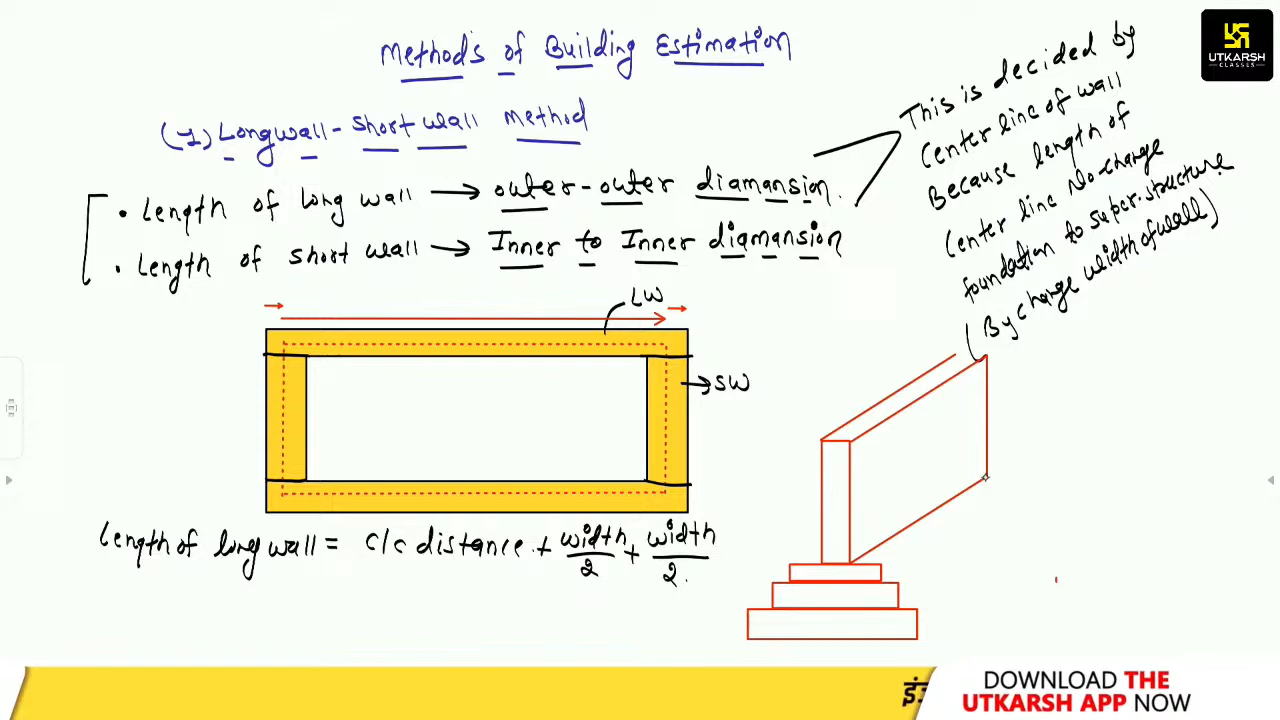 Methods of Building Estimation
(1) Longwall-short wall method
• Length of long wall → outer-outer diamansion.
• Length of short wall → Inner to Inner diamansion
This is decided by
Center line of wall
Because length of
Center line No-change
foundation to super-structure
(By change width of wall)
LW
SW
Length of long wall = c/c distance + width/2 + width/2.
UTKARSH
CLASSES
DOWNLOAD THE
UTKARSH APP NOW